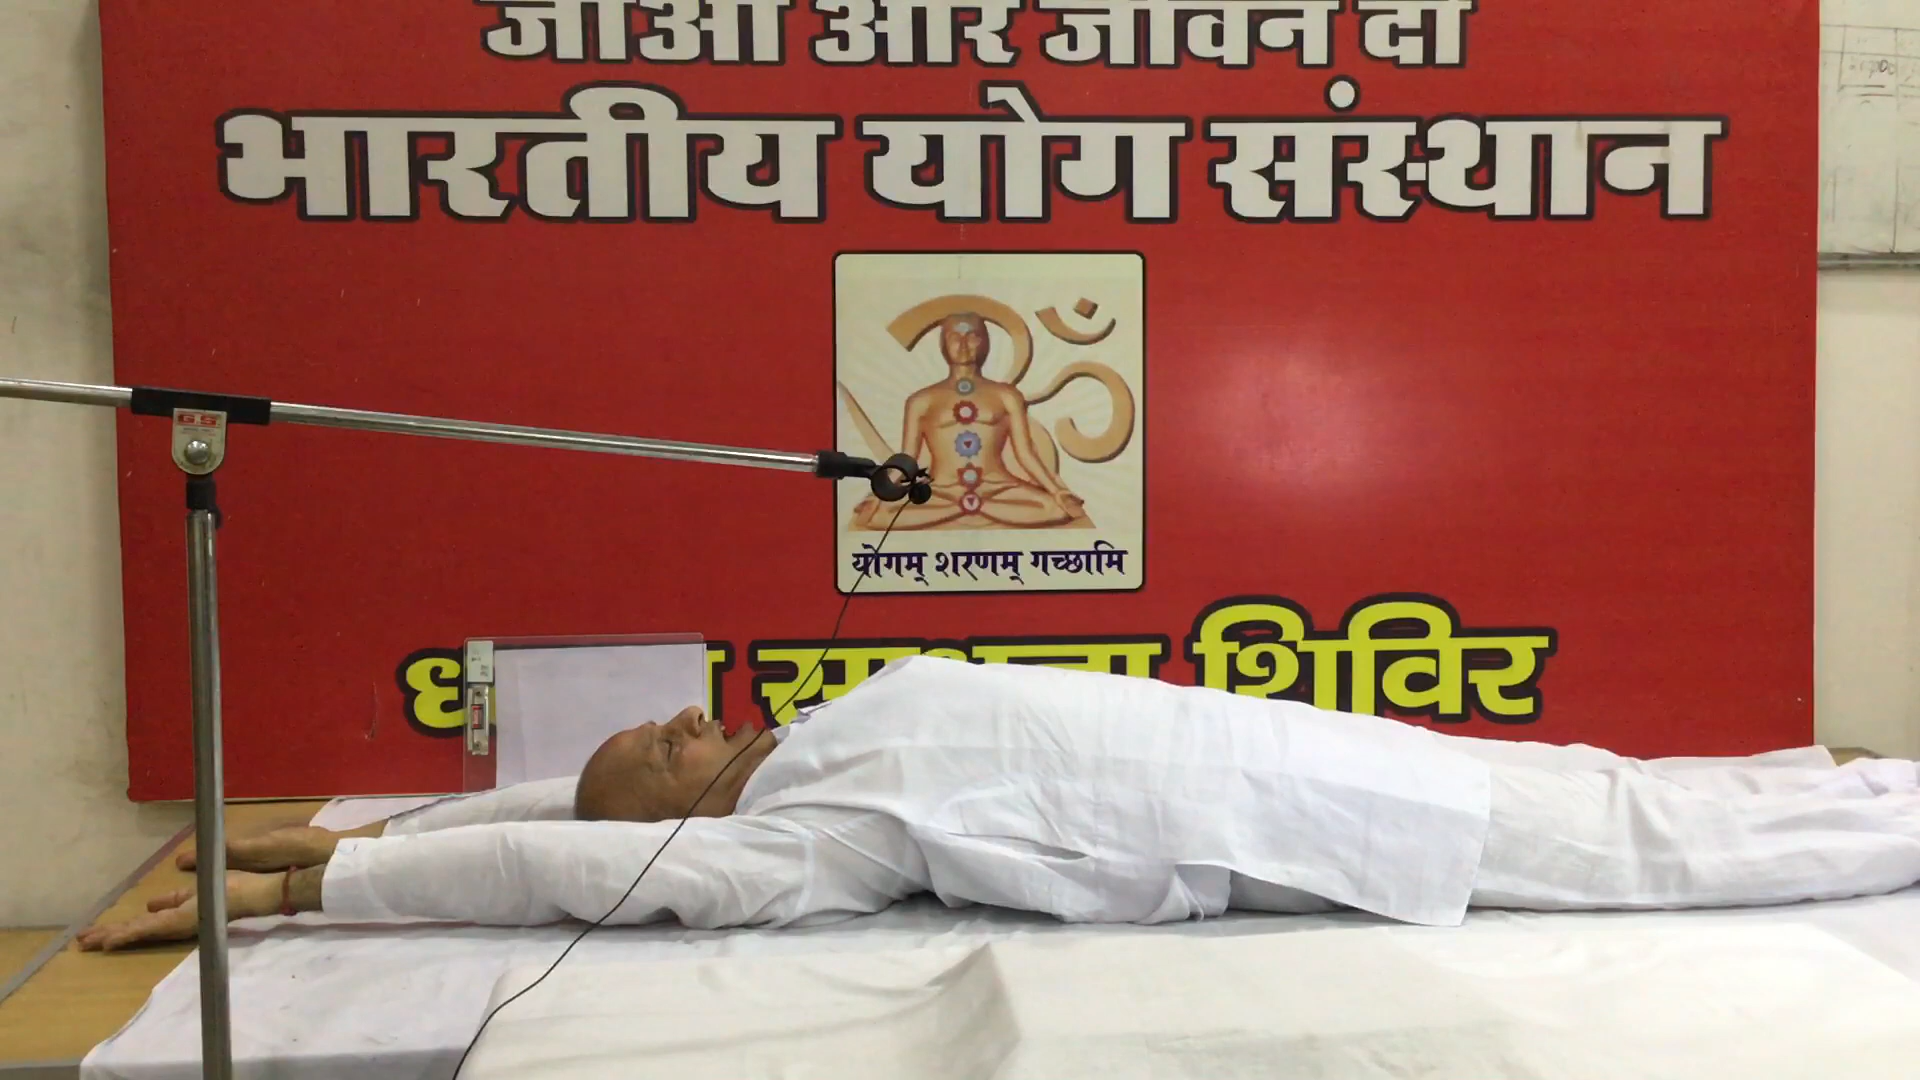 जीओ और जीवन दो
भारतीय योग संस्थान
योगम् शरणम् गच्छामि
शिविर
G.S.